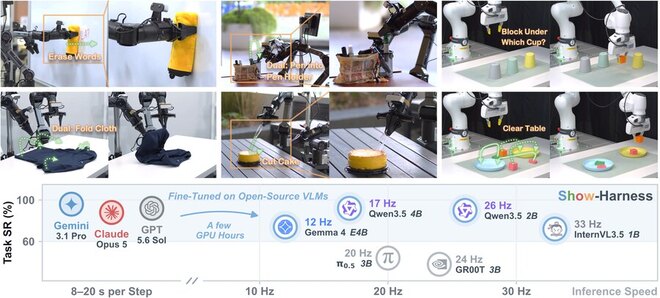 Erase Words
Dual: Pen into
Pen Holder
Block Under
Which Cup?
Dual: Fold Cloth
Cut Cake
Clear Table
Task SR (%)
100
60
Gemini
3.1 Pro
Claude
Opus 5
GPT
5.6 Sol
Fine-Tuned on Open-Source VLMs
A few
GPU Hours
12 Hz
Gemma 4 E4B
17 Hz
Qwen3.5 4B
26 Hz
Qwen3.5 2B
Show-Harness
33 Hz
InternVL3.5 1B
20 Hz
π0.5 3B
π
24 Hz
GR00T 3B
8–20 s per Step
//
10 Hz
20 Hz
30 Hz
Inference Speed